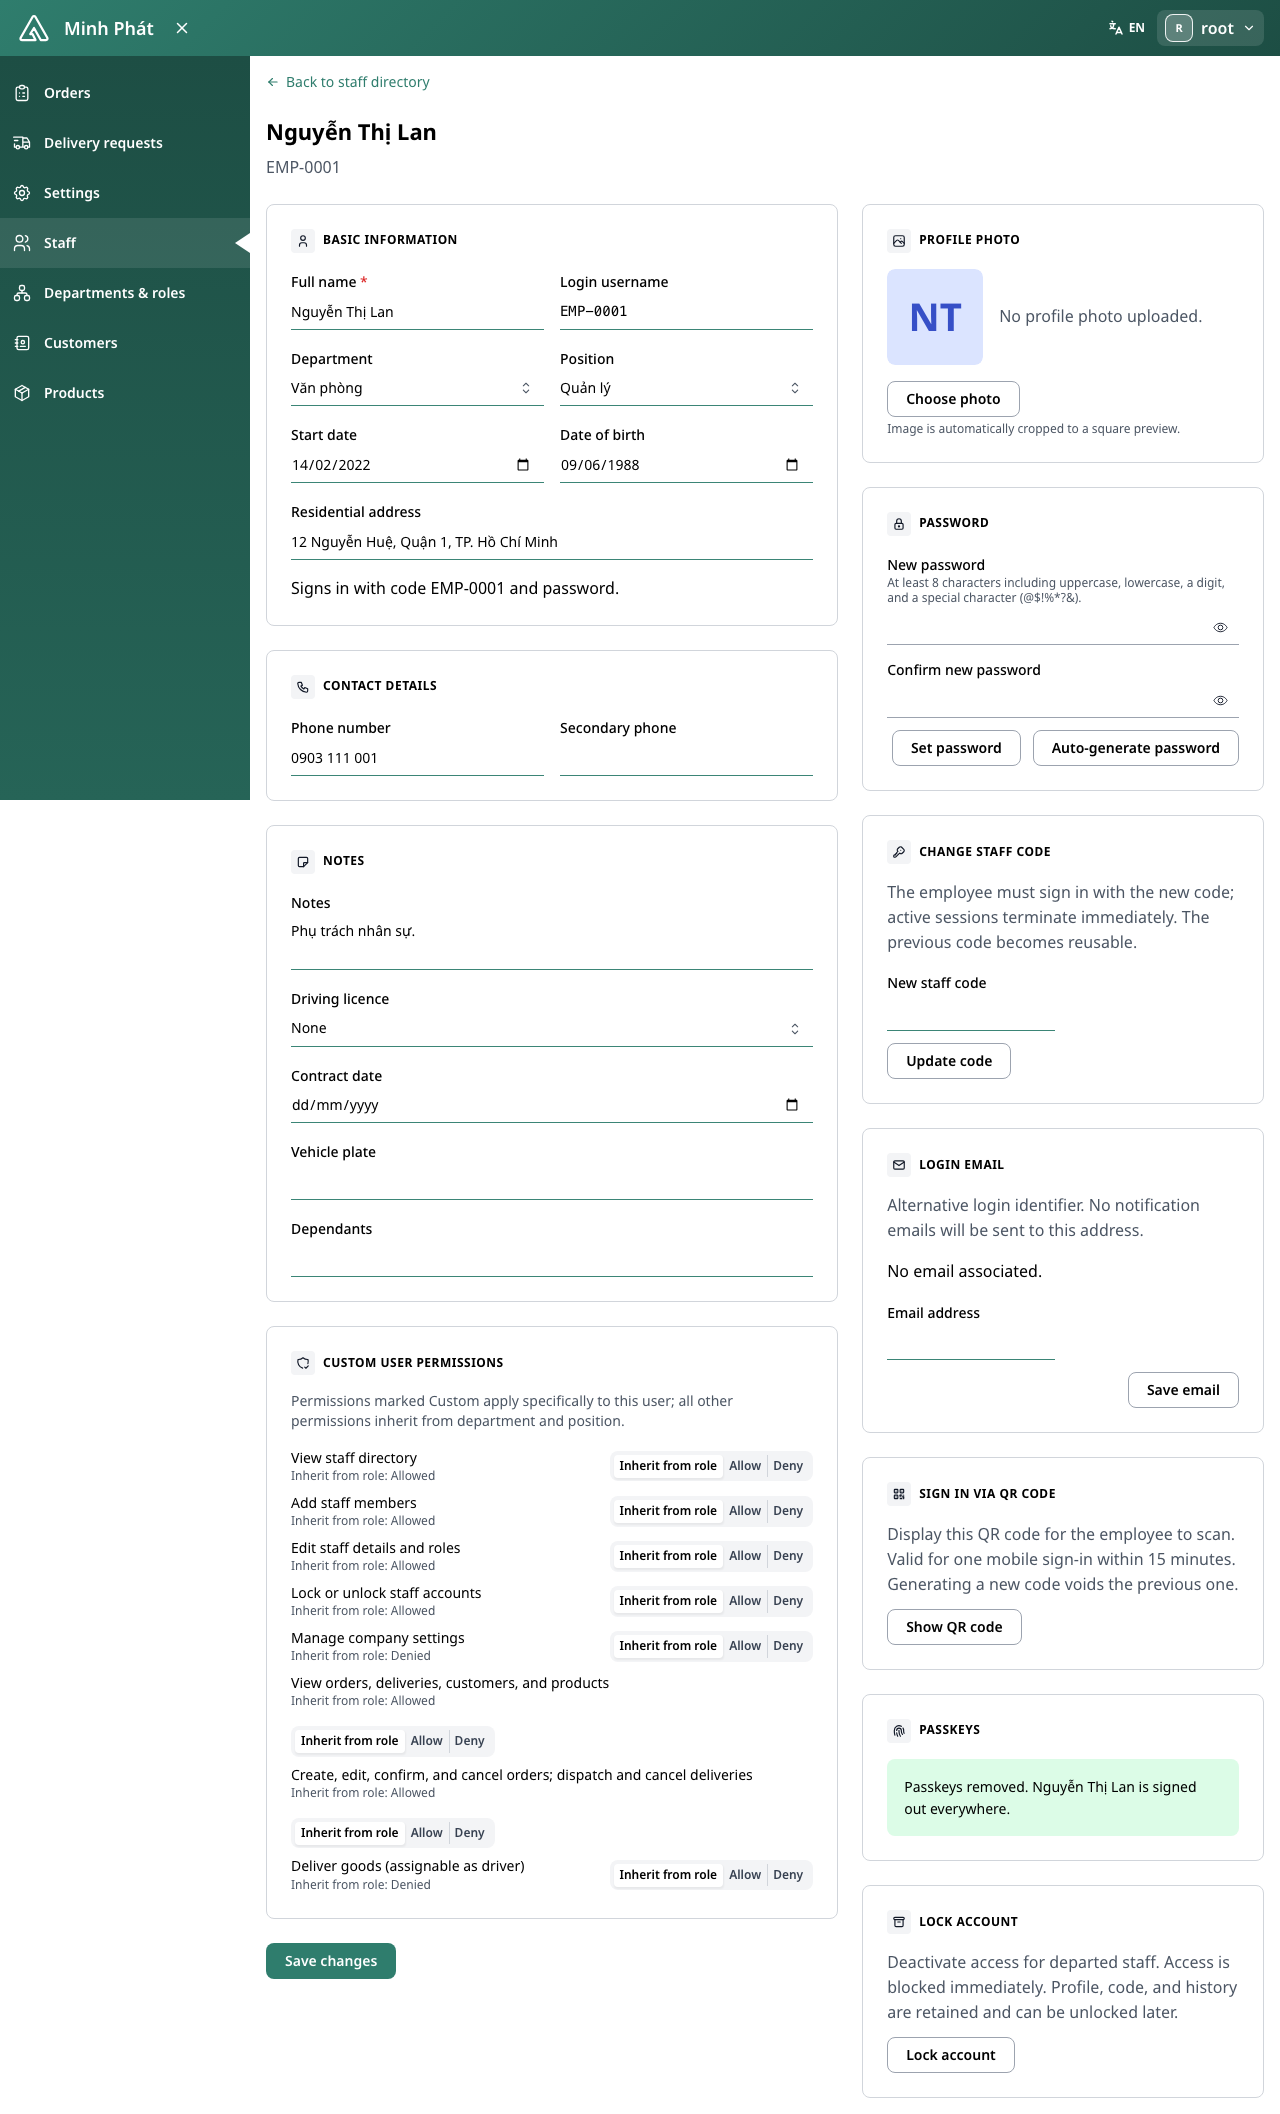 Minh Phát
EN
R
root
Orders
Delivery requests
Settings
Staff
Departments & roles
Customers
Products
Back to staff directory
Nguyễn Thị Lan
EMP-0001
BASIC INFORMATION
Full name *
Login username
Nguyễn Thị Lan
EMP-0001
Department
Position
Văn phòng
Quản lý
Start date
Date of birth
14/02/2022
09/06/1988
Residential address
12 Nguyễn Huệ, Quận 1, TP. Hồ Chí Minh
Signs in with code EMP-0001 and password.
CONTACT DETAILS
Phone number
Secondary phone
0903 111 001
NOTES
Notes
Phụ trách nhân sự.
Driving licence
None
Contract date
dd/mm/yyyy
Vehicle plate
Dependants
CUSTOM USER PERMISSIONS
Permissions marked Custom apply specifically to this user; all other
permissions inherit from department and position.
View staff directory
Inherit from role: Allowed
Inherit from role Allow Deny
Add staff members
Inherit from role: Allowed
Inherit from role Allow Deny
Edit staff details and roles
Inherit from role: Allowed
Inherit from role Allow Deny
Lock or unlock staff accounts
Inherit from role: Allowed
Inherit from role Allow Deny
Manage company settings
Inherit from role: Denied
Inherit from role Allow Deny
View orders, deliveries, customers, and products
Inherit from role: Allowed
Inherit from role Allow Deny
Create, edit, confirm, and cancel orders; dispatch and cancel deliveries
Inherit from role: Allowed
Inherit from role Allow Deny
Deliver goods (assignable as driver)
Inherit from role: Denied
Inherit from role Allow Deny
Save changes
PROFILE PHOTO
NT
No profile photo uploaded.
Choose photo
Image is automatically cropped to a square preview.
PASSWORD
New password
At least 8 characters including uppercase, lowercase, a digit,
and a special character (@$!%*?&).
Confirm new password
Set password
Auto-generate password
CHANGE STAFF CODE
The employee must sign in with the new code;
active sessions terminate immediately. The
previous code becomes reusable.
New staff code
Update code
LOGIN EMAIL
Alternative login identifier. No notification
emails will be sent to this address.
No email associated.
Email address
Save email
SIGN IN VIA QR CODE
Display this QR code for the employee to scan.
Valid for one mobile sign-in within 15 minutes.
Generating a new code voids the previous one.
Show QR code
PASSKEYS
Passkeys removed. Nguyễn Thị Lan is signed
out everywhere.
LOCK ACCOUNT
Deactivate access for departed staff. Access is
blocked immediately. Profile, code, and history
are retained and can be unlocked later.
Lock account